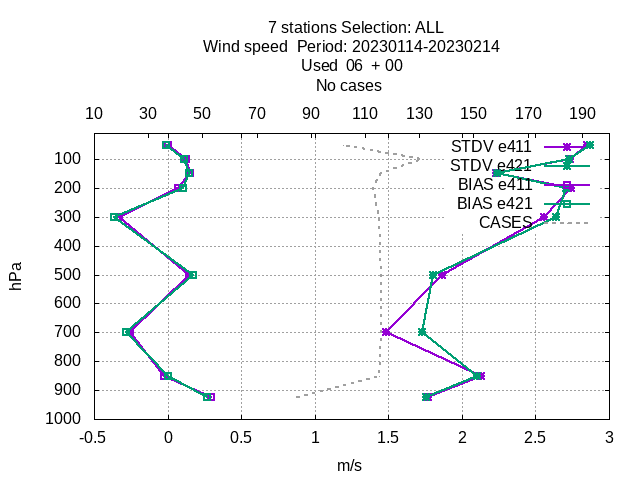 7 stations Selection: ALL
Wind speed  Period: 20230114-20230214
Used  06  + 00
No cases
10 30 50 70 90 110 130 150 170 190
STDV e411
STDV e421
BIAS e411
BIAS e421
CASES
100
200
300
400
500
600
700
800
900
1000
hPa
-0.5 0 0.5 1 1.5 2 2.5 3
m/s